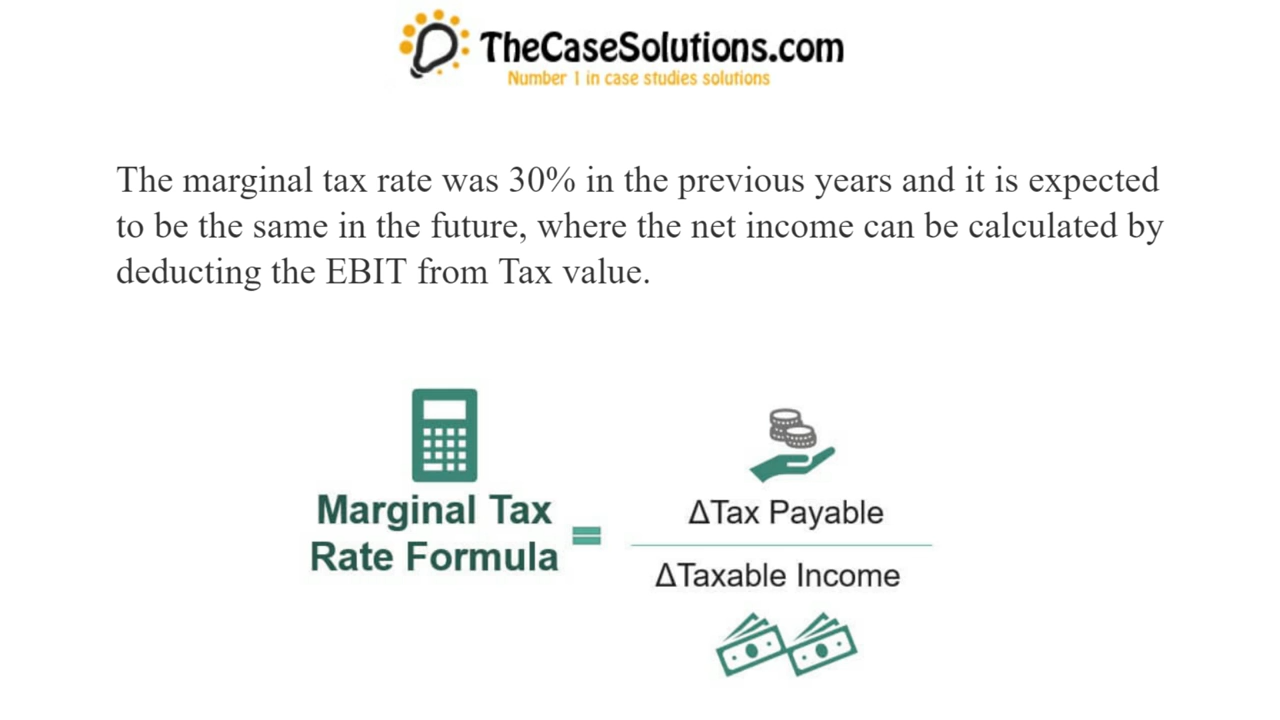 TheCaseSolutions.com
Number 1 in case studies solutions
The marginal tax rate was 30% in the previous years and it is expected
to be the same in the future, where the net income can be calculated by
deducting the EBIT from Tax value.
Marginal Tax
Rate Formula
=
ΔTax Payable
ΔTaxable Income